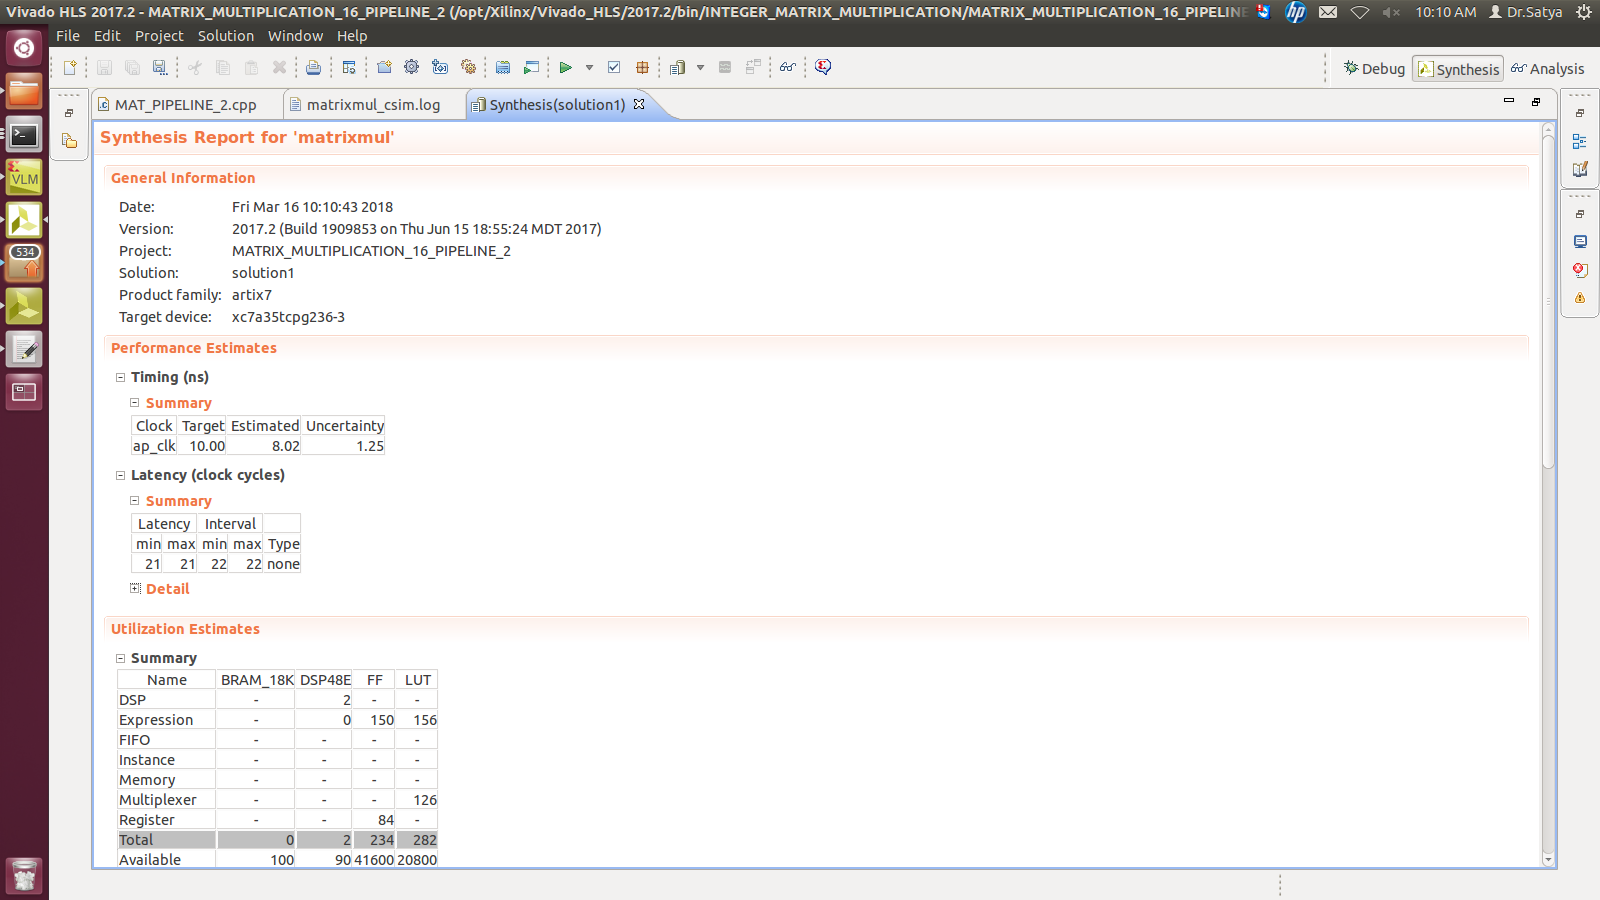 Vivado HLS 2017.2 - MATRIX_MULTIPLICATION_16_PIPELINE_2 (/opt/Xilinx/Vivado_HLS/2017.2/bin/INTEGER_MATRIX_MULTIPLICATION/MATRIX_MULTIPLICATION_16_PIPELINE 10:10 AM Dr.Satya
File Edit Project Solution Window Help
Debug Synthesis Analysis
MAT_PIPELINE_2.cpp matrixmul_csim.log Synthesis(solution1)
Synthesis Report for 'matrixmul'
General Information
Date: Fri Mar 16 10:10:43 2018
Version: 2017.2 (Build 1909853 on Thu Jun 15 18:55:24 MDT 2017)
Project: MATRIX_MULTIPLICATION_16_PIPELINE_2
Solution: solution1
Product family: artix7
Target device: xc7a35tcpg236-3
Performance Estimates
Timing (ns)
Summary
Clock Target Estimated Uncertainty
ap_clk 10.00 8.02 1.25
Latency (clock cycles)
Summary
Latency Interval
min max min max Type
21 21 22 22 none
Detail
Utilization Estimates
Summary
Name BRAM_18K DSP48E FF LUT
DSP - 2 - -
Expression - 0 150 156
FIFO - - - -
Instance - - - -
Memory - - - -
Multiplexer - - - 126
Register - - 84 -
Total 0 2 234 282
Available 100 90 41600 20800
VLM
534
hp